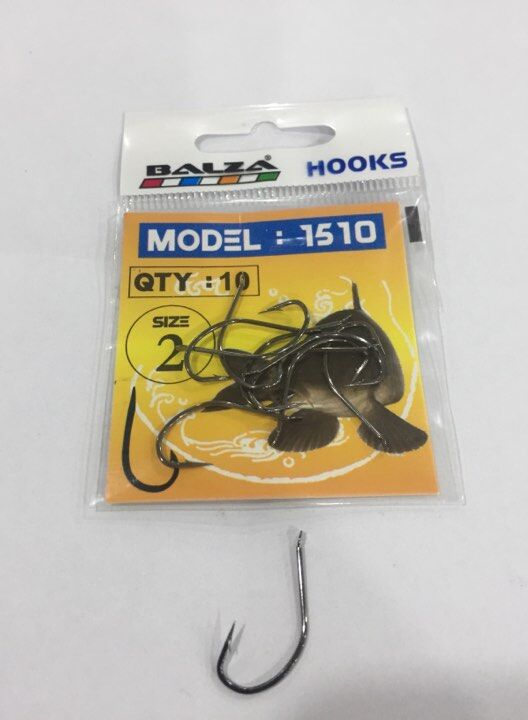 BALZA
HOOKS
MODEL : 1510
QTY : 10
SIZE
2